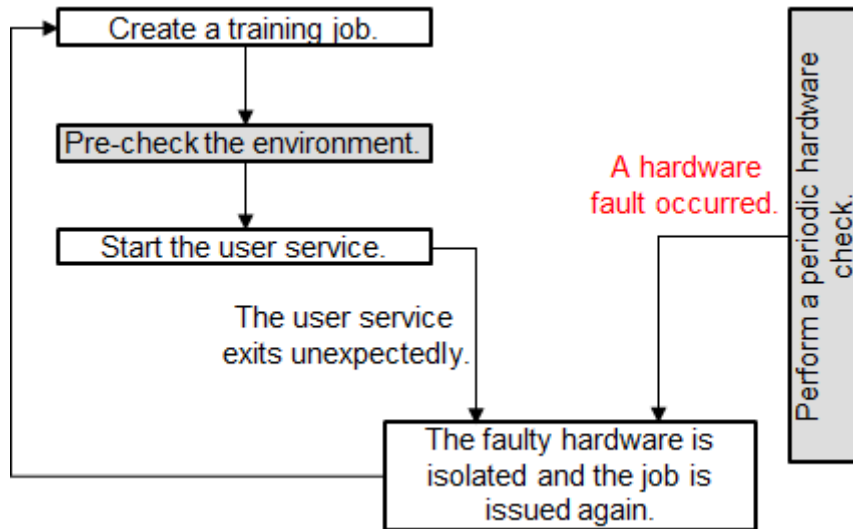 Create a training job.
Pre-check the environment.
Start the user service.
The user service
exits unexpectedly.
A hardware
fault occurred.
Perform a periodic hardware
check.
The faulty hardware is
isolated and the job is
issued again.